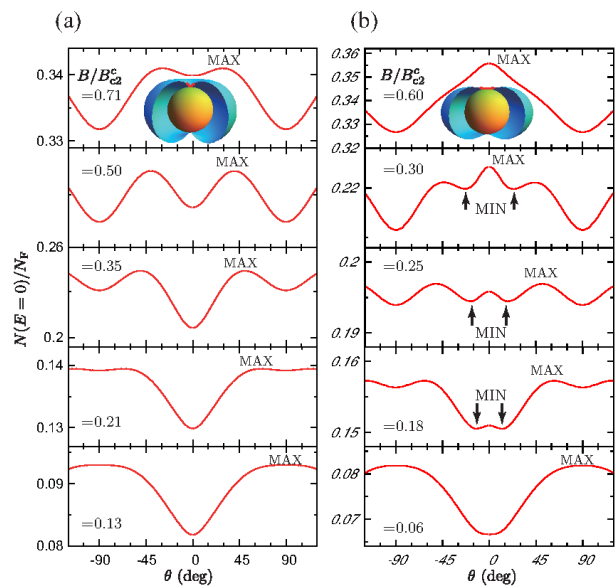 (a)
(b)
N(E=0)/N_F
MAX
B/B^c_c2
=0.71
0.34
0.33
MAX
=0.50
0.26
=0.35
MAX
0.2
0.14
MAX
0.13
=0.21
MAX
0.09
0.08
=0.13
-90 -45 0 45 90
θ (deg)
0.36
MAX
0.35
B/B^c_c2
=0.60
0.34
0.33
0.32
=0.30
MAX
0.22
MIN
0.2
=0.25
MAX
0.19
MIN
0.16
MAX
MIN
0.15
=0.18
MAX
0.08
0.07
=0.06
-90 -45 0 45 90
θ (deg)